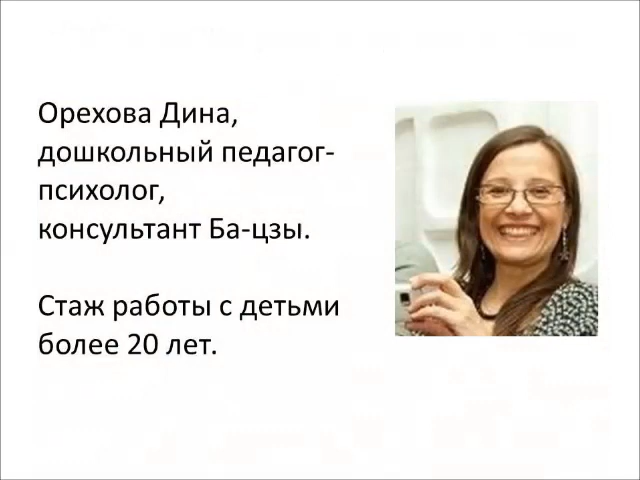 Орехова Дина,
дошкольный педагог-
психолог,
консультант Ба-цзы.
Стаж работы с детьми
более 20 лет.